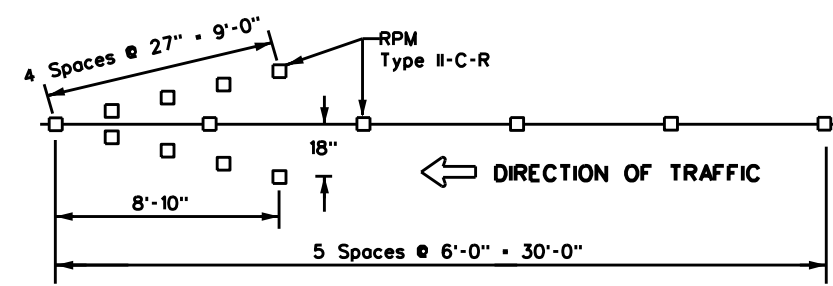 4 Spaces @ 27" = 9'-0"
RPM
Type II-C-R
18"
DIRECTION OF TRAFFIC
8'-10"
5 Spaces @ 6'-0" = 30'-0"